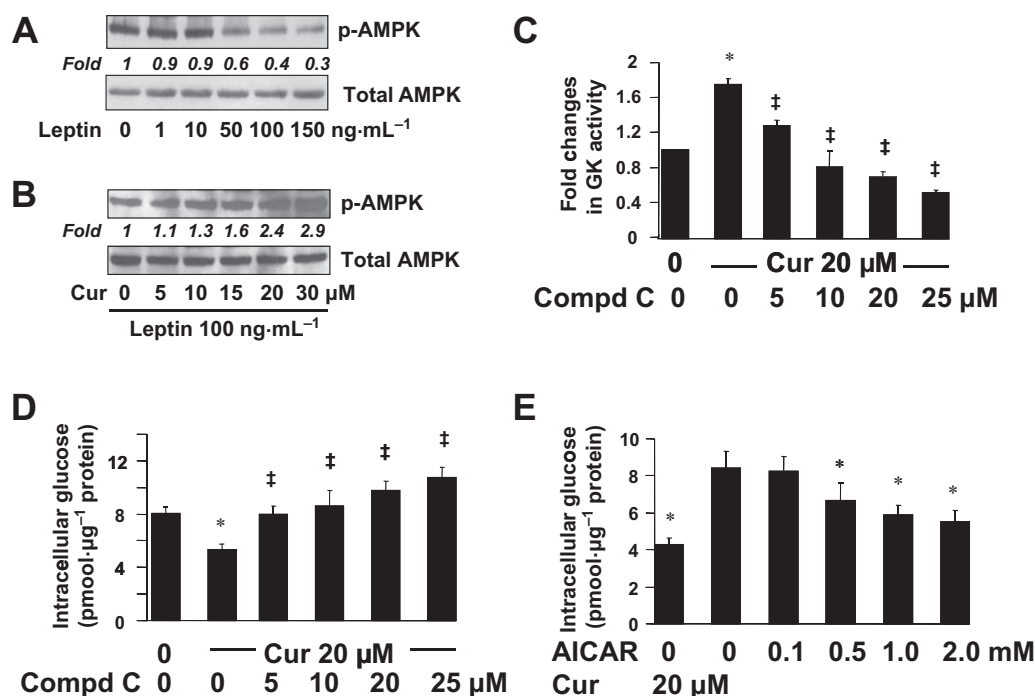 A
p-AMPK
Fold 1 0.9 0.9 0.6 0.4 0.3
Total AMPK
Leptin 0 1 10 50 100 150 ng·mL⁻¹
B
p-AMPK
Fold 1 1.1 1.3 1.6 2.4 2.9
Total AMPK
Cur 0 5 10 15 20 30 µM
Leptin 100 ng·mL⁻¹
C
Fold changes
in GK activity
2
1.6
1.2
0.8
0.4
0
* ‡ ‡ ‡ ‡
0 Cur 20 µM
Compd C 0 0 5 10 20 25 µM
D
Intracellular glucose
(pmool·µg⁻¹ protein)
12
8
4
0
* ‡ ‡ ‡ ‡
0 Cur 20 µM
Compd C 0 0 5 10 20 25 µM
E
Intracellular glucose
(pmool·µg⁻¹ protein)
10
8
6
4
2
0
* * * *
AICAR 0 0 0.1 0.5 1.0 2.0 mM
Cur 20 µM